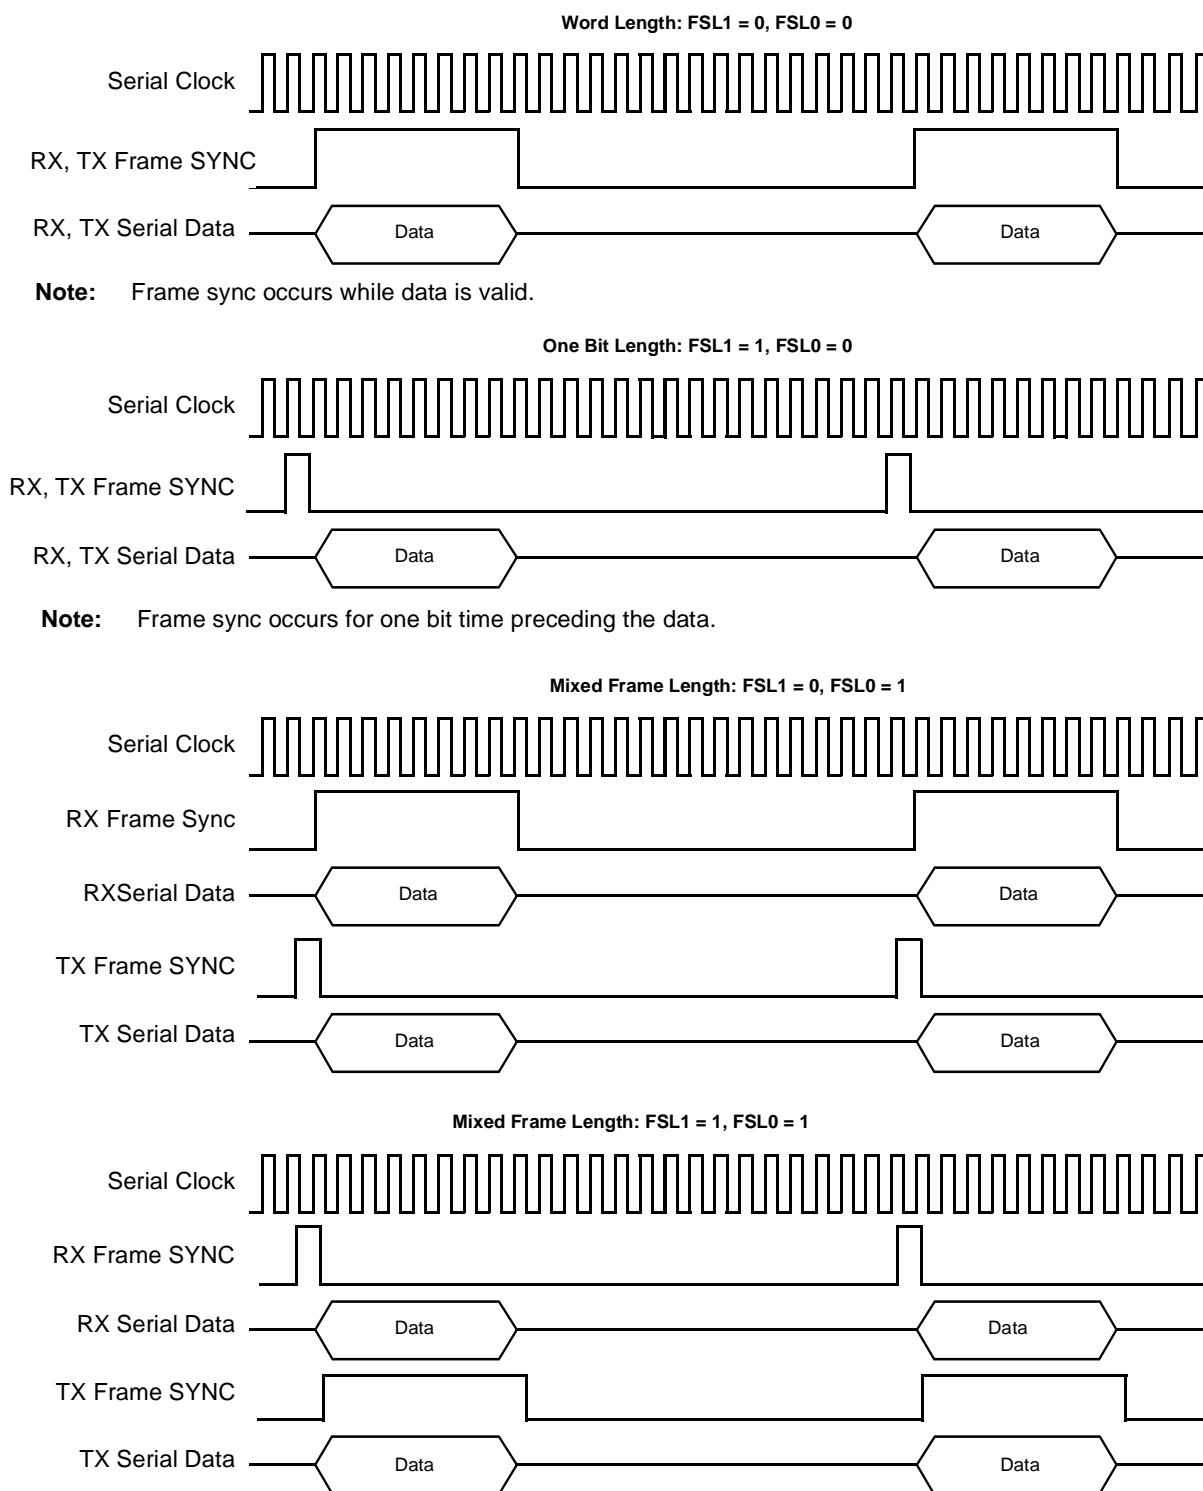 Word Length: FSL1 = 0, FSL0 = 0
Serial Clock
RX, TX Frame SYNC
RX, TX Serial Data
Data
Data
Note: Frame sync occurs while data is valid.
One Bit Length: FSL1 = 1, FSL0 = 0
Serial Clock
RX, TX Frame SYNC
RX, TX Serial Data
Data
Data
Note: Frame sync occurs for one bit time preceding the data.
Mixed Frame Length: FSL1 = 0, FSL0 = 1
Serial Clock
RX Frame Sync
RXSerial Data
Data
Data
TX Frame SYNC
TX Serial Data
Data
Data
Mixed Frame Length: FSL1 = 1, FSL0 = 1
Serial Clock
RX Frame SYNC
RX Serial Data
Data
Data
TX Frame SYNC
TX Serial Data
Data
Data